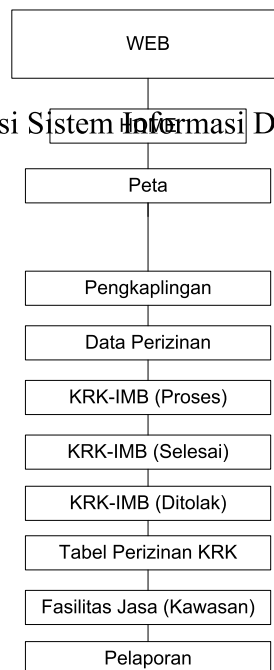 WEB
si Sistem Informasi D
HOME
Peta
Pengkaplingan
Data Perizinan
KRK-IMB (Proses)
KRK-IMB (Selesai)
KRK-IMB (Ditolak)
Tabel Perizinan KRK
Fasilitas Jasa (Kawasan)
Pelaporan